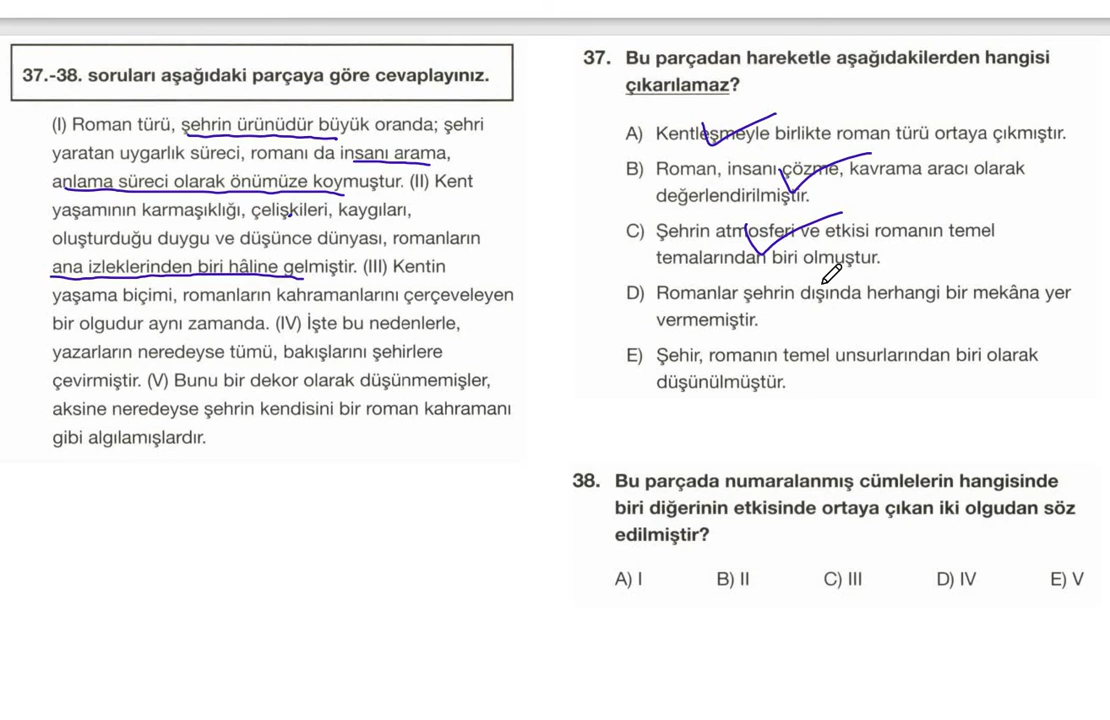 37.-38. soruları aşağıdaki parçaya göre cevaplayınız.
(I) Roman türü, şehrin ürünüdür büyük oranda; şehri
yaratan uygarlık süreci, romanı da insanı arama,
anlama süreci olarak önümüze koymuştur. (II) Kent
yaşamının karmaşıklığı, çelişkileri, kaygıları,
oluşturduğu duygu ve düşünce dünyası, romanların
ana izleklerinden biri hâline gelmiştir. (III) Kentin
yaşama biçimi, romanların kahramanlarını çerçeveleyen
bir olgudur aynı zamanda. (IV) İşte bu nedenlerle,
yazarların neredeyse tümü, bakışlarını şehirlere
çevirmiştir. (V) Bunu bir dekor olarak düşünmemişler,
aksine neredeyse şehrin kendisini bir roman kahramanı
gibi algılamışlardır.
37. Bu parçadan hareketle aşağıdakilerden hangisi
çıkarılamaz?
A) Kentleşmeyle birlikte roman türü ortaya çıkmıştır.
B) Roman, insanı çözme, kavrama aracı olarak
değerlendirilmiştir.
C) Şehrin atmosferi ve etkisi romanın temel
temalarından biri olmuştur.
D) Romanlar şehrin dışında herhangi bir mekâna yer
vermemiştir.
E) Şehir, romanın temel unsurlarından biri olarak
düşünülmüştür.
38. Bu parçada numaralanmış cümlelerin hangisinde
biri diğerinin etkisinde ortaya çıkan iki olgudan söz
edilmiştir?
A) I B) II C) III D) IV E) V